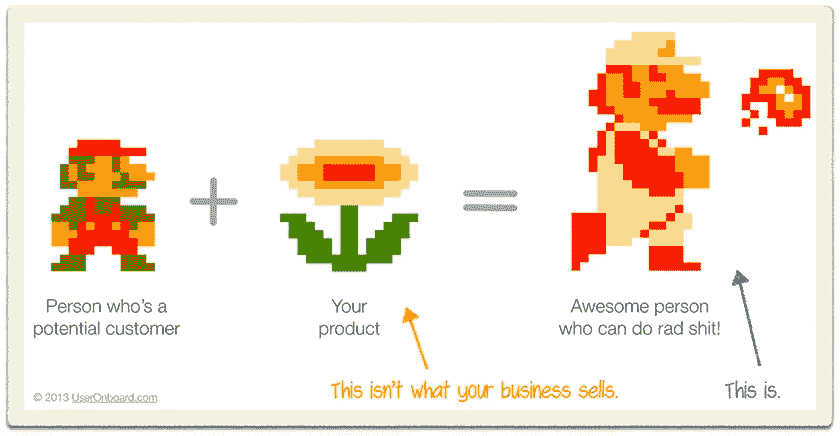 Person who's a
potential customer
Your
product
Awesome person
who can do rad shit!
This isn't what your business sells.
This is.
© 2013 UserOnboard.com